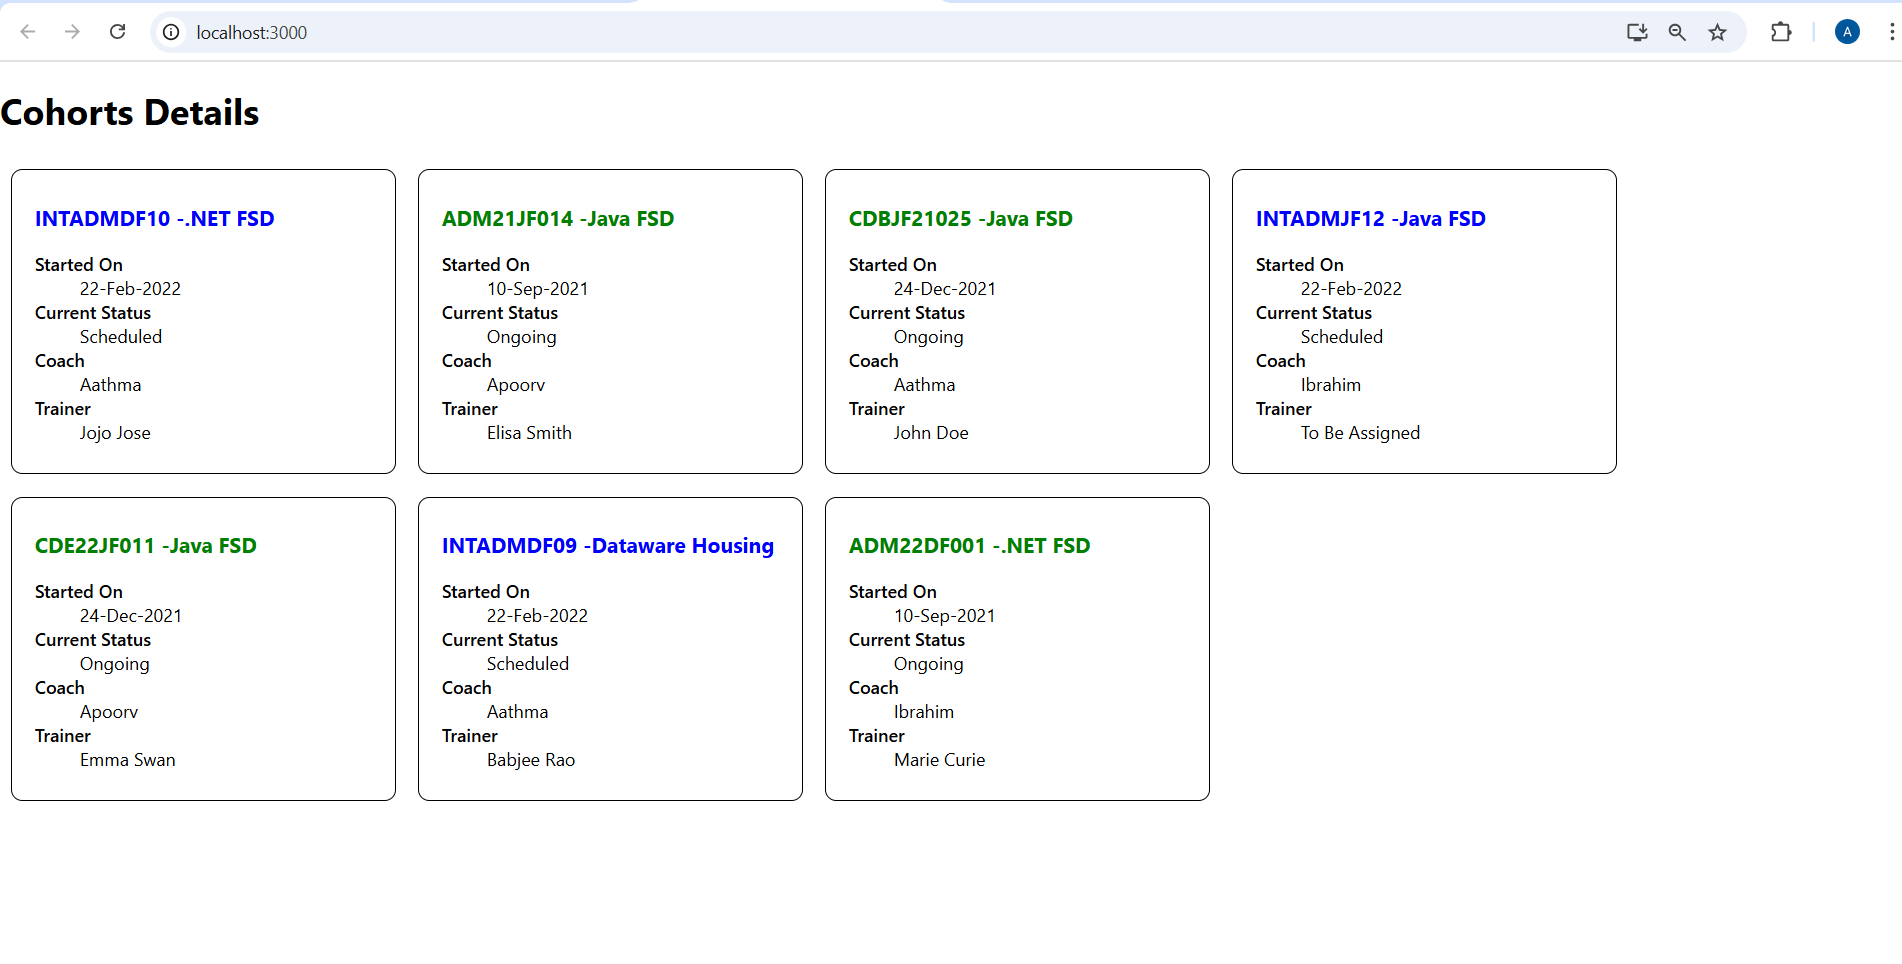 localhost:3000
A
Cohorts Details
INTADMDF10 -.NET FSD
Started On
22-Feb-2022
Current Status
Scheduled
Coach
Aathma
Trainer
Jojo Jose
ADM21JF014 -Java FSD
Started On
10-Sep-2021
Current Status
Ongoing
Coach
Apoorv
Trainer
Elisa Smith
CDBJF21025 -Java FSD
Started On
24-Dec-2021
Current Status
Ongoing
Coach
Aathma
Trainer
John Doe
INTADMJF12 -Java FSD
Started On
22-Feb-2022
Current Status
Scheduled
Coach
Ibrahim
Trainer
To Be Assigned
CDE22JF011 -Java FSD
Started On
24-Dec-2021
Current Status
Ongoing
Coach
Apoorv
Trainer
Emma Swan
INTADMDF09 -Dataware Housing
Started On
22-Feb-2022
Current Status
Scheduled
Coach
Aathma
Trainer
Babjee Rao
ADM22DF001 -.NET FSD
Started On
10-Sep-2021
Current Status
Ongoing
Coach
Ibrahim
Trainer
Marie Curie